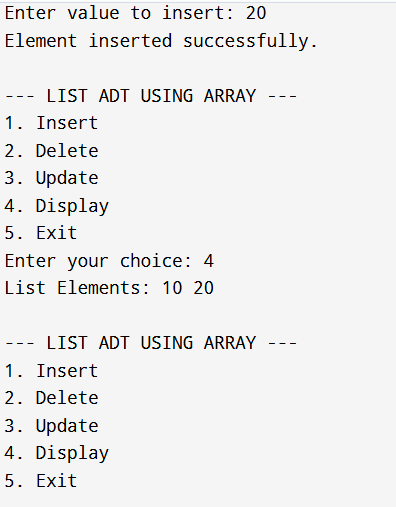 Enter value to insert: 20
Element inserted successfully.
--- LIST ADT USING ARRAY ---
1. Insert
2. Delete
3. Update
4. Display
5. Exit
Enter your choice: 4
List Elements: 10 20
--- LIST ADT USING ARRAY ---
1. Insert
2. Delete
3. Update
4. Display
5. Exit